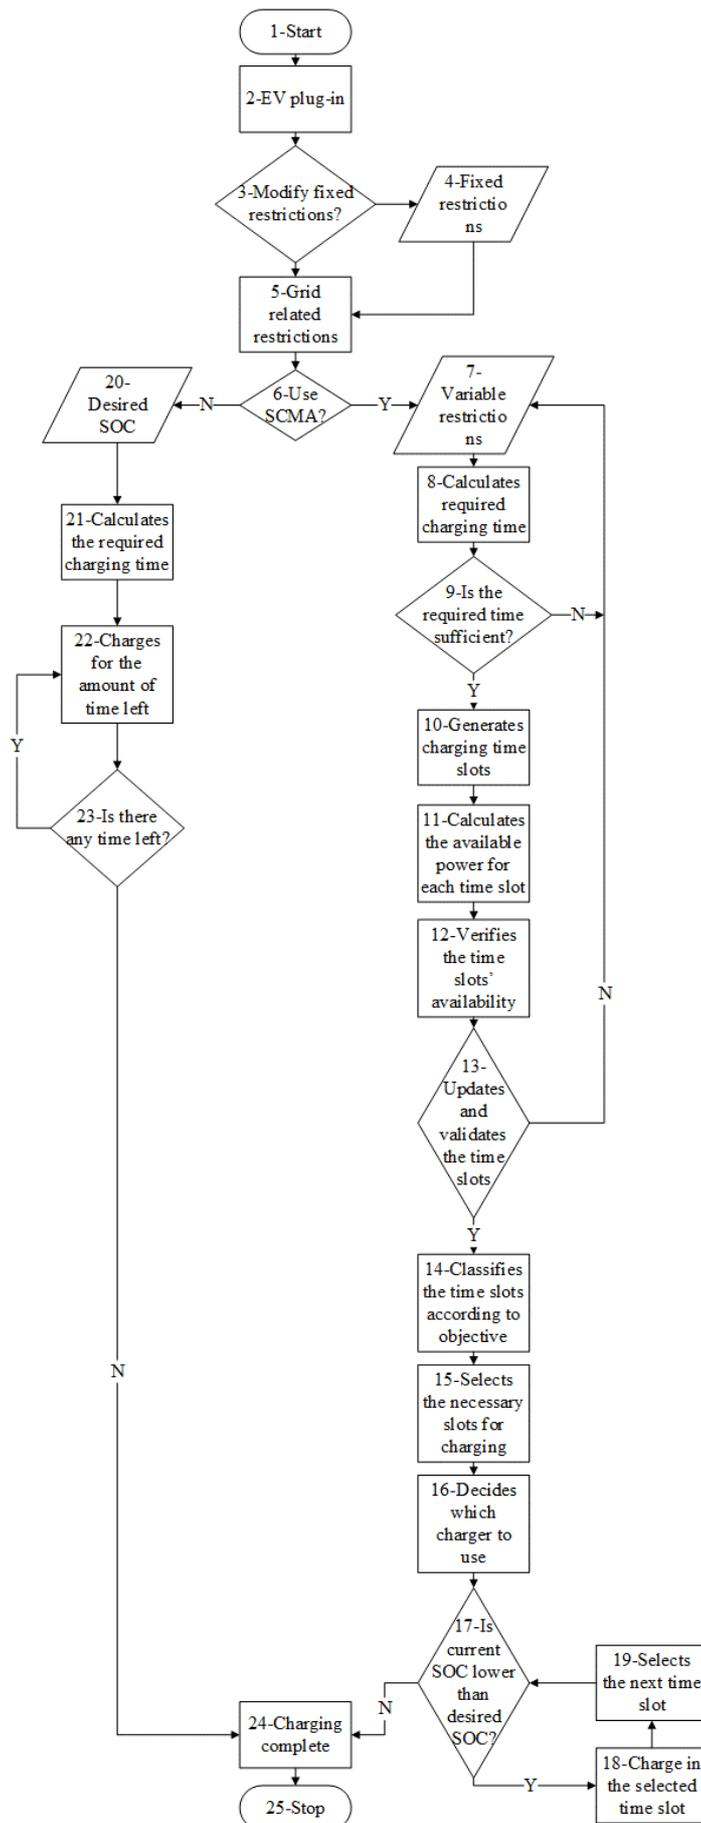 1-Start
2-EV plug-in
3-Modify fixed
restrictions?
4-Fixed
restrictio
ns
5-Grid
related
restrictions
6-Use
SCMA?
N
Y
20-
Desired
SOC
7-
Variable
restrictio
ns
8-Calculates
required
charging time
21-Calculates
the required
charging time
9-Is the
required time
sufficient?
N
Y
22-Charges
for the
amount of
time left
Y
23-Is there
any time left?
10-Generates
charging time
slots
11-Calculates
the available
power for
each time slot
12-Verifies
the time
slots'
availability
N
13-
Updates
and
validates
the time
slots
Y
14-Classifies
the time slots
according to
objective
N
15-Selects
the necessary
slots for
charging
16-Decides
which
charger to
use
17-Is
current
SOC lower
than
desired
SOC?
19-Selects
the next time
slot
N
Y
18-Charge in
the selected
time slot
24-Charging
complete
25-Stop